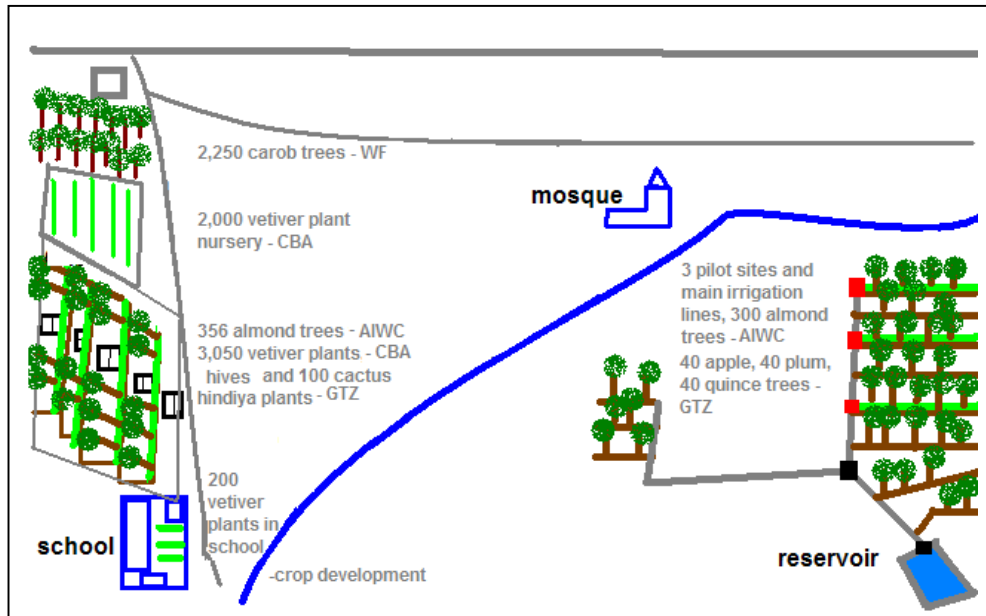 2,250 carob trees - WF
mosque
2,000 vetiver plant
nursery - CBA
3 pilot sites and
main irrigation
lines, 300 almond
trees - AIWC
40 apple, 40 plum,
40 quince trees -
GTZ
356 almond trees - AIWC
3,050 vetiver plants - CBA
hives and 100 cactus
hindiya plants - GTZ
200
vetiver
plants in
school
school
reservoir
-crop development